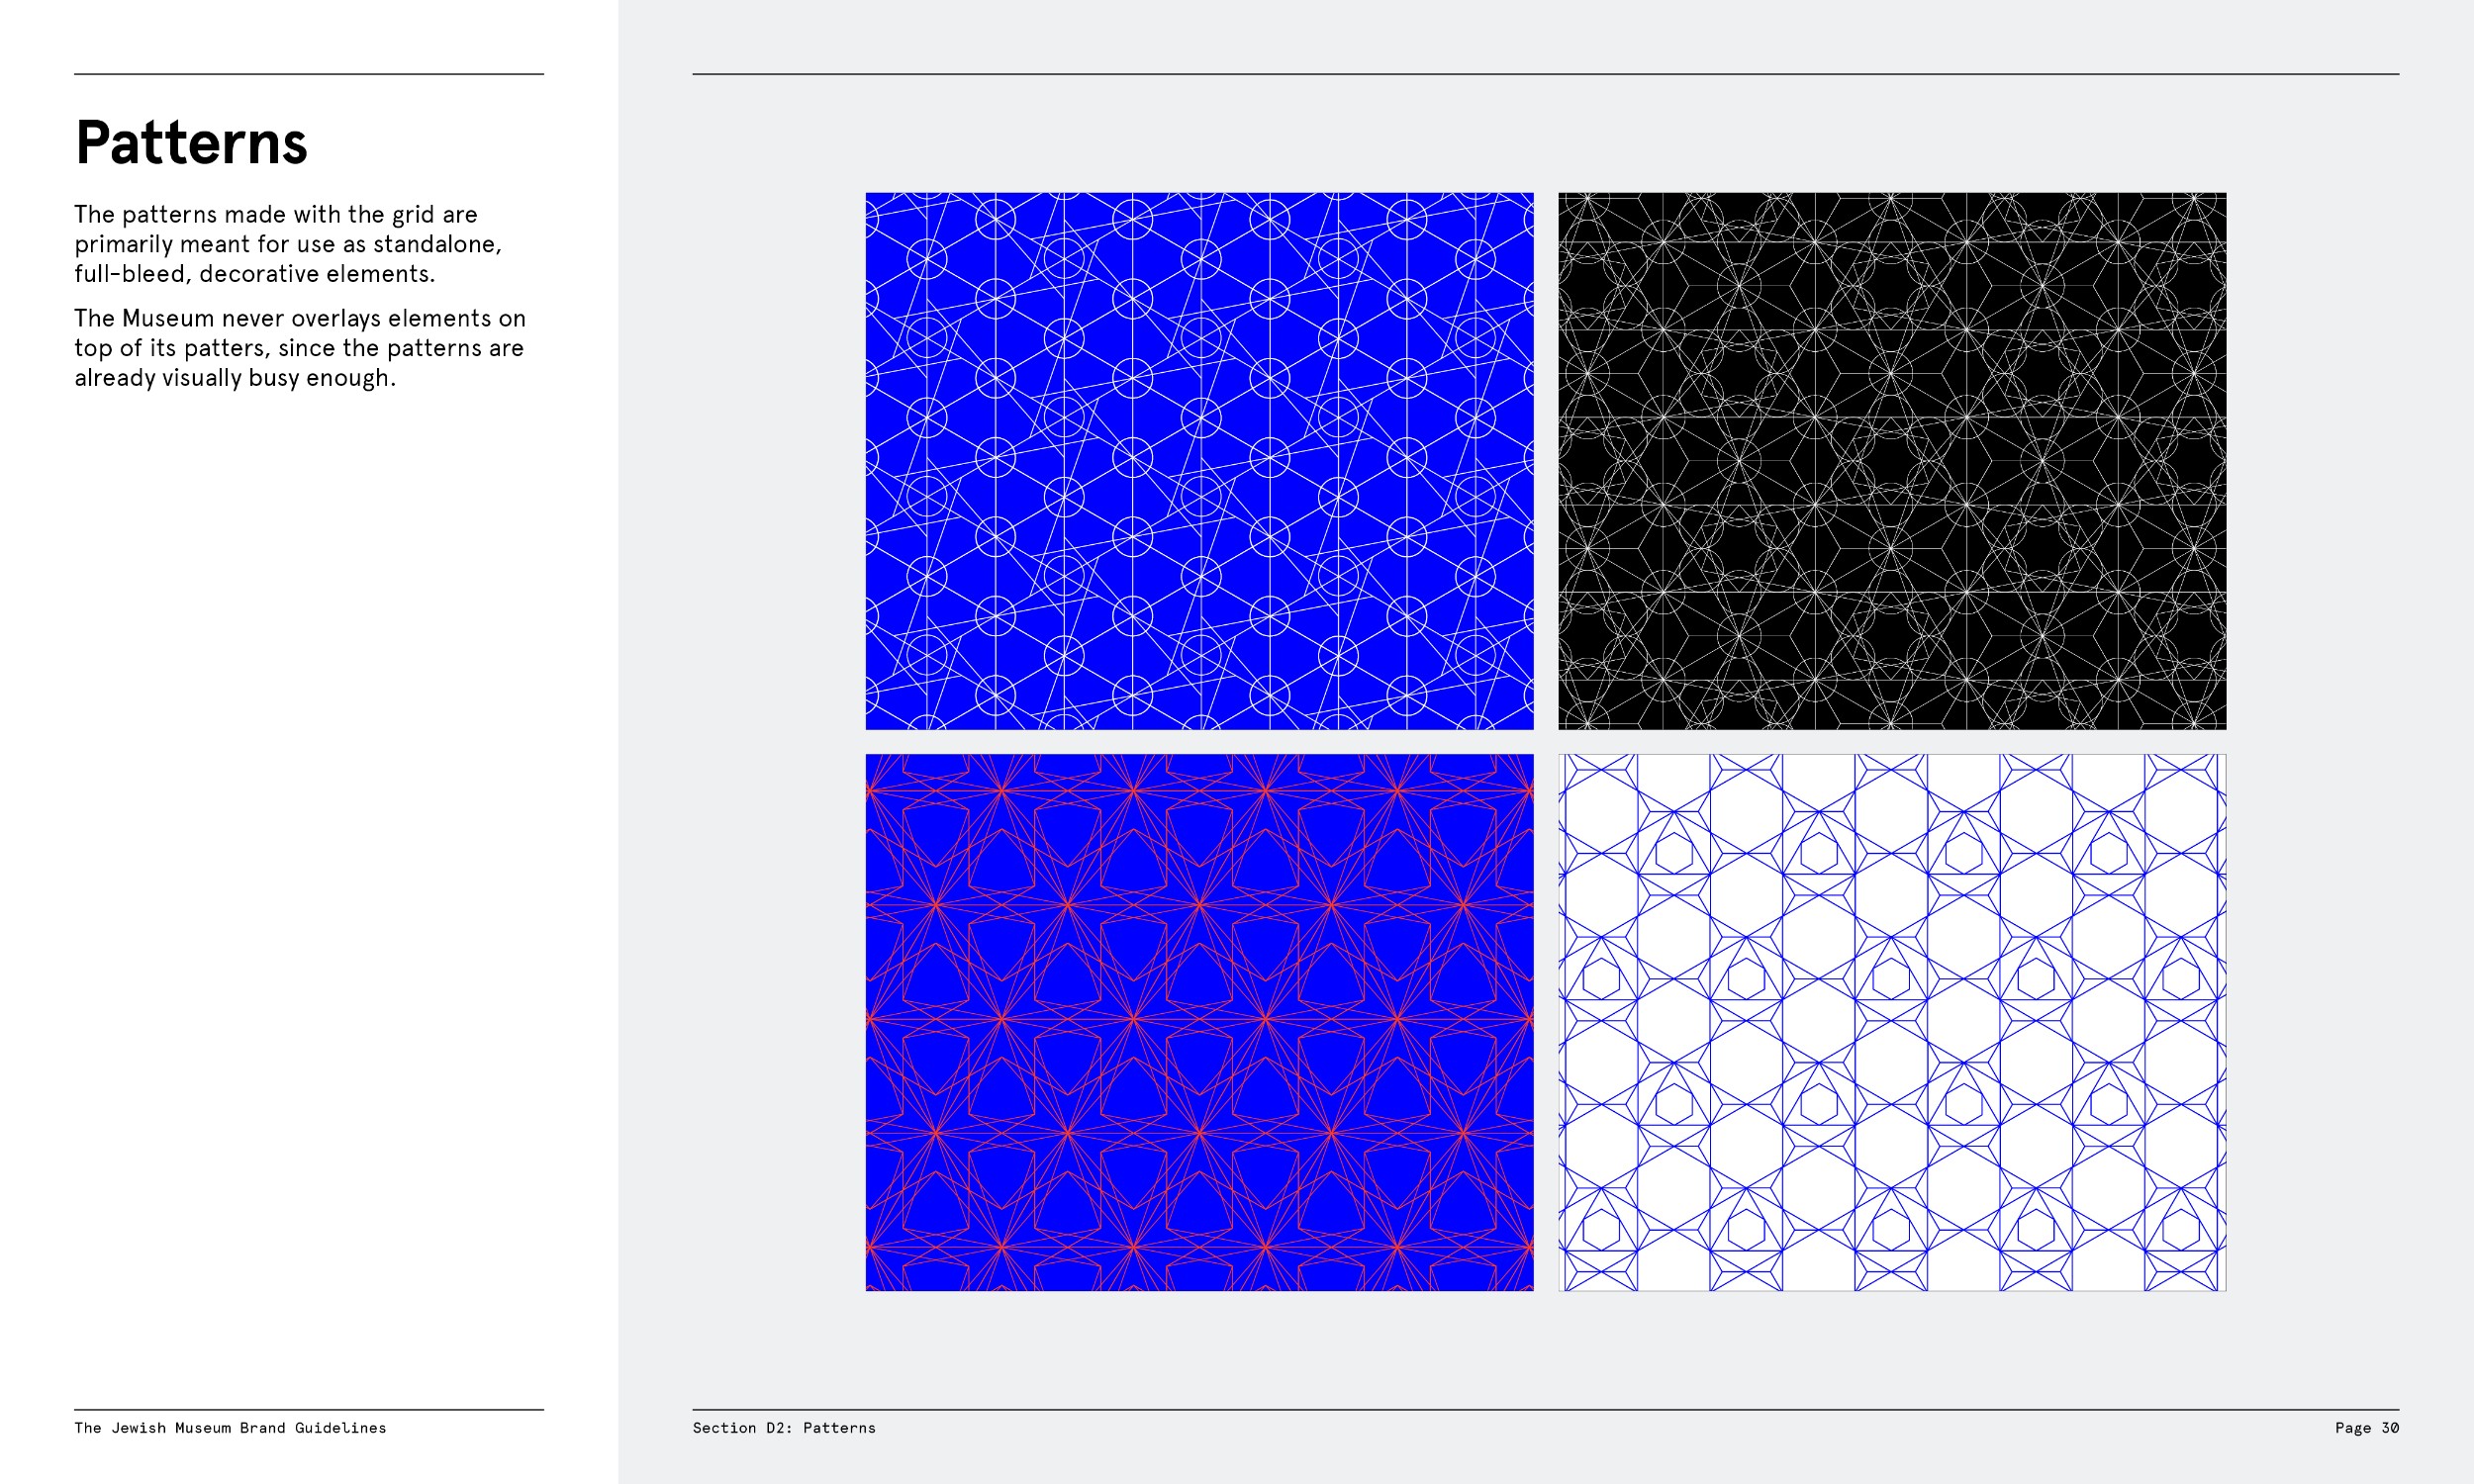 Patterns
The patterns made with the grid are
primarily meant for use as standalone,
full-bleed, decorative elements.
The Museum never overlays elements on
top of its patters, since the patterns are
already visually busy enough.
The Jewish Museum Brand Guidelines
Section D2: Patterns
Page 30